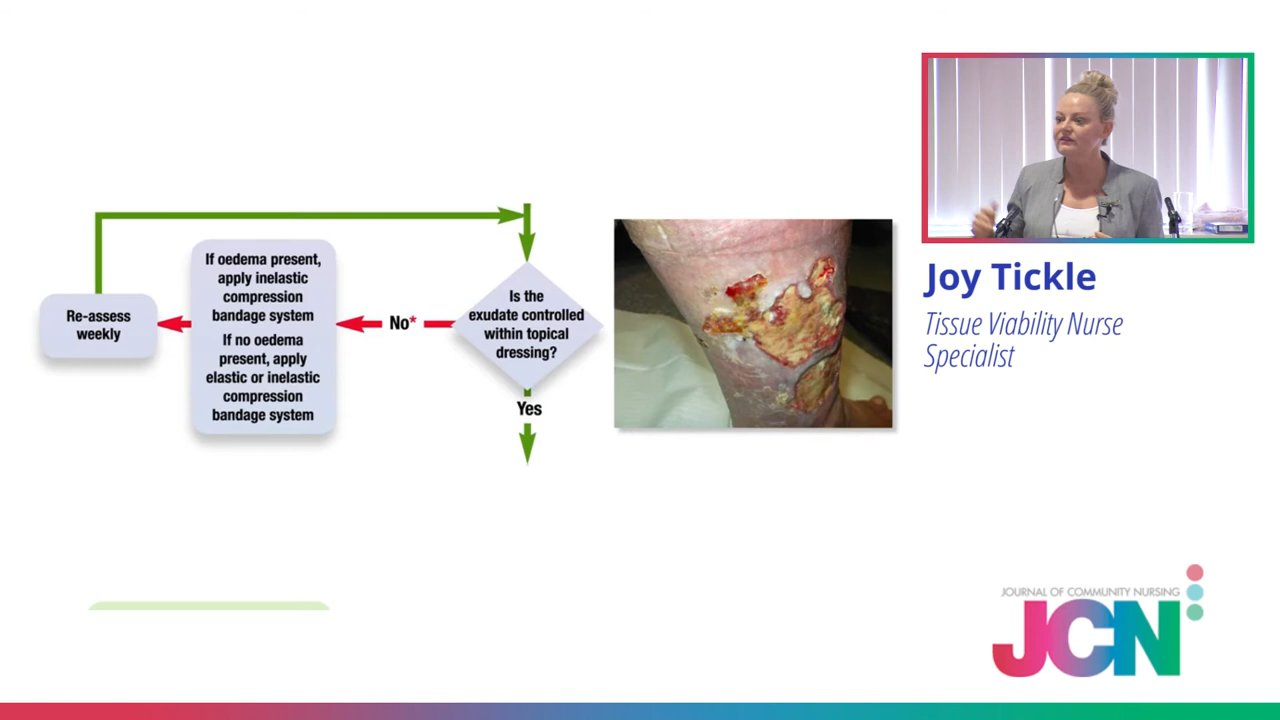 If oedema present,
apply inelastic
compression
bandage system
If no oedema
present, apply
elastic or inelastic
compression
bandage system
Re-assess
weekly
No*
Is the
exudate controlled
within topical
dressing?
Yes
Joy Tickle
Tissue Viability Nurse
Specialist
JOURNAL OF COMMUNITY NURSING
JCN